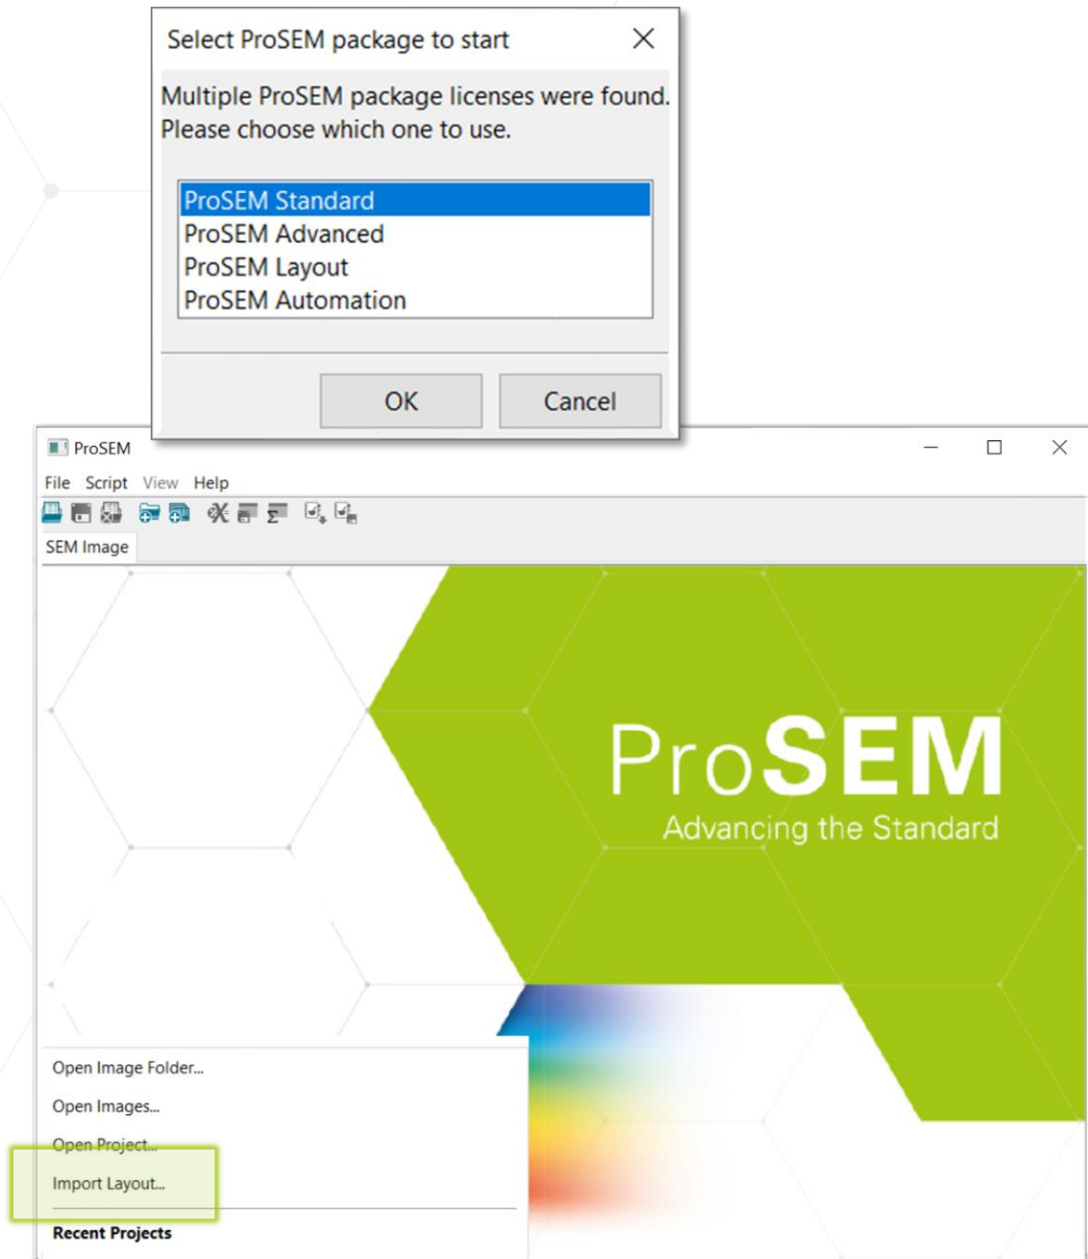 Select ProSEM package to start
Multiple ProSEM package licenses were found.
Please choose which one to use.
ProSEM Standard
ProSEM Advanced
ProSEM Layout
ProSEM Automation
OK Cancel
ProSEM
File Script View Help
SEM Image
ProSEM
Advancing the Standard
Open Image Folder...
Open Images...
Open Project...
Import Layout...
Recent Projects